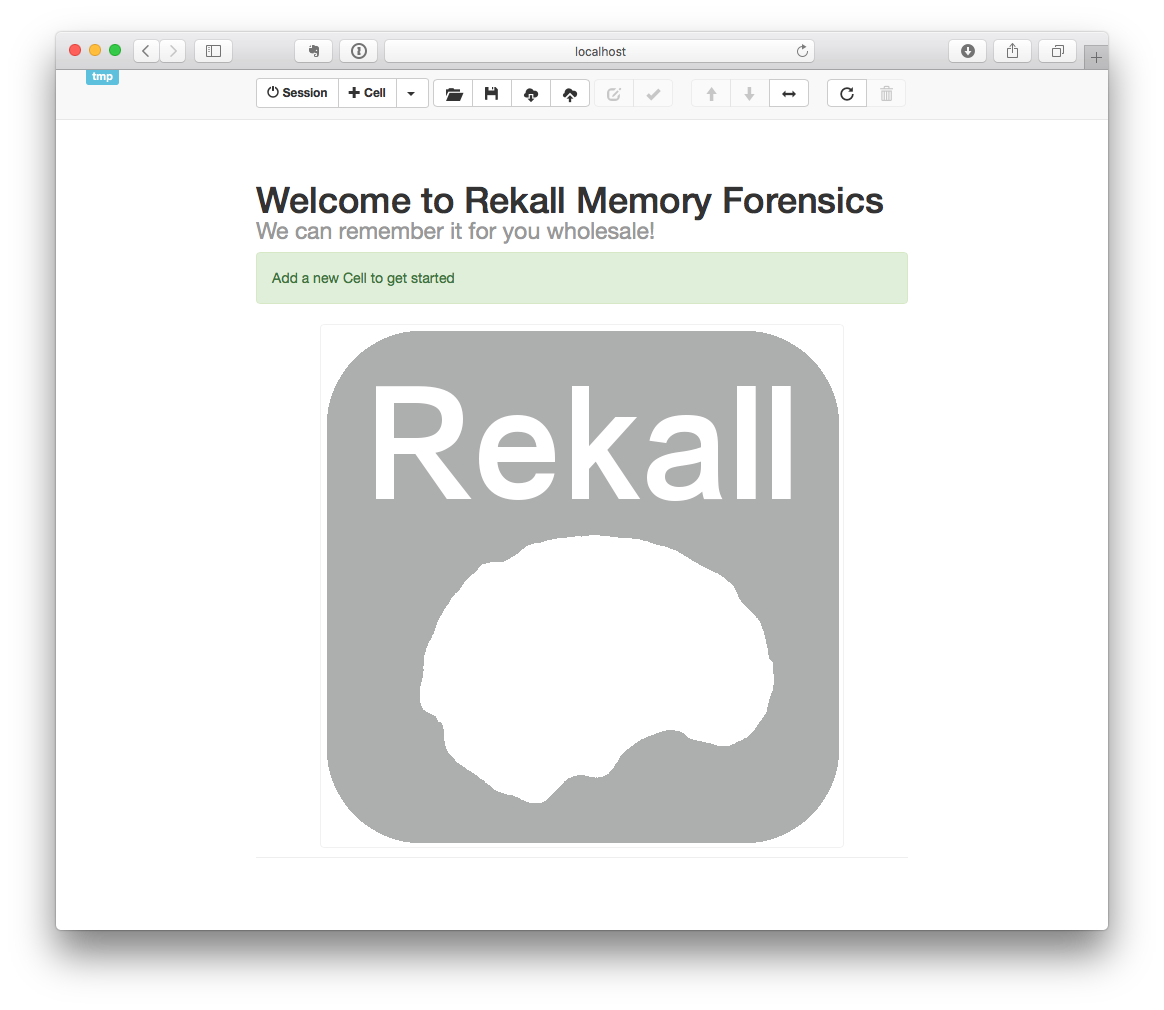 localhost
tmp
Session
Cell
Welcome to Rekall Memory Forensics
We can remember it for you wholesale!
Add a new Cell to get started
Rekall